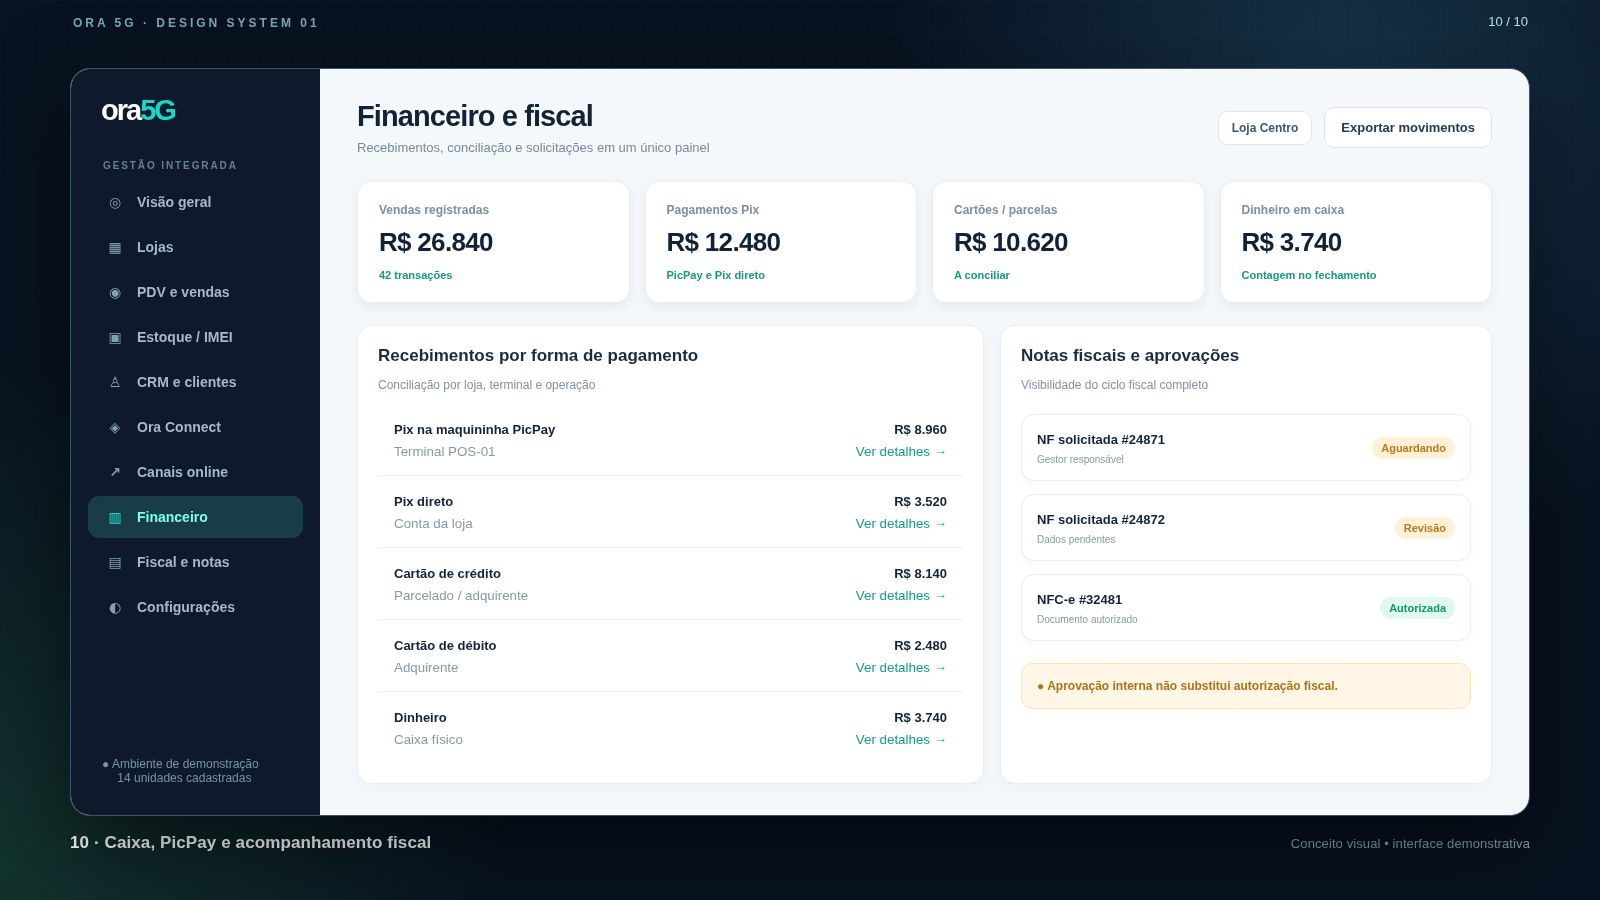 ORA 5G · DESIGN SYSTEM 01
10 / 10
ora5G
GESTÃO INTEGRADA
◎ Visão geral
▦ Lojas
◉ PDV e vendas
▣ Estoque / IMEI
♙ CRM e clientes
◈ Ora Connect
↗ Canais online
▥ Financeiro
▤ Fiscal e notas
◐ Configurações
● Ambiente de demonstração
14 unidades cadastradas
Financeiro e fiscal
Recebimentos, conciliação e solicitações em um único painel
Loja Centro
Exportar movimentos
Vendas registradas
R$ 26.840
42 transações
Pagamentos Pix
R$ 12.480
PicPay e Pix direto
Cartões / parcelas
R$ 10.620
A conciliar
Dinheiro em caixa
R$ 3.740
Contagem no fechamento
Recebimentos por forma de pagamento
Conciliação por loja, terminal e operação
Pix na maquininha PicPay R$ 8.960
Terminal POS-01 Ver detalhes →
Pix direto R$ 3.520
Conta da loja Ver detalhes →
Cartão de crédito R$ 8.140
Parcelado / adquirente Ver detalhes →
Cartão de débito R$ 2.480
Adquirente Ver detalhes →
Dinheiro R$ 3.740
Caixa físico Ver detalhes →
Notas fiscais e aprovações
Visibilidade do ciclo fiscal completo
NF solicitada #24871
Gestor responsável
Aguardando
NF solicitada #24872
Dados pendentes
Revisão
NFC-e #32481
Documento autorizado
Autorizada
● Aprovação interna não substitui autorização fiscal.
10 · Caixa, PicPay e acompanhamento fiscal
Conceito visual • interface demonstrativa